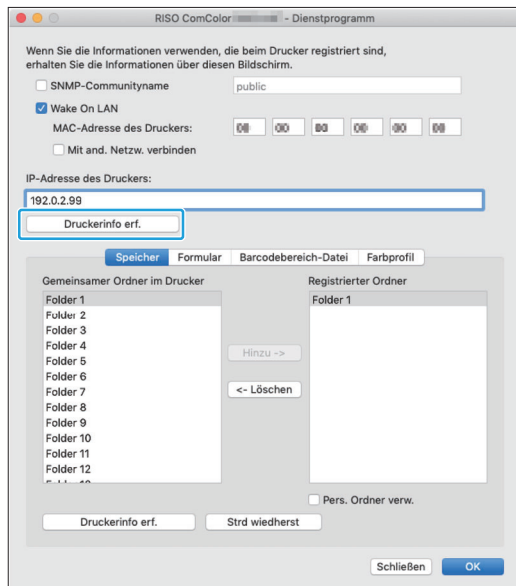 RISO ComColor - Dienstprogramm
Wenn Sie die Informationen verwenden, die beim Drucker registriert sind,
erhalten Sie die Informationen über diesen Bildschirm.
SNMP-Communityname public
Wake On LAN
MAC-Adresse des Druckers:
Mit and. Netzw. verbinden
IP-Adresse des Druckers:
192.0.2.99
Druckerinfo erf.
Speicher Formular Barcodebereich-Datei Farbprofil
Gemeinsamer Ordner im Drucker Registrierter Ordner
Folder 1 Folder 1
Folder 2
Folder 3
Folder 4
Folder 5
Folder 6
Folder 7
Folder 8
Folder 9
Folder 10
Folder 11
Folder 12
Hinzu ->
<- Löschen
Pers. Ordner verw.
Druckerinfo erf. Strd wiedherst
Schließen OK